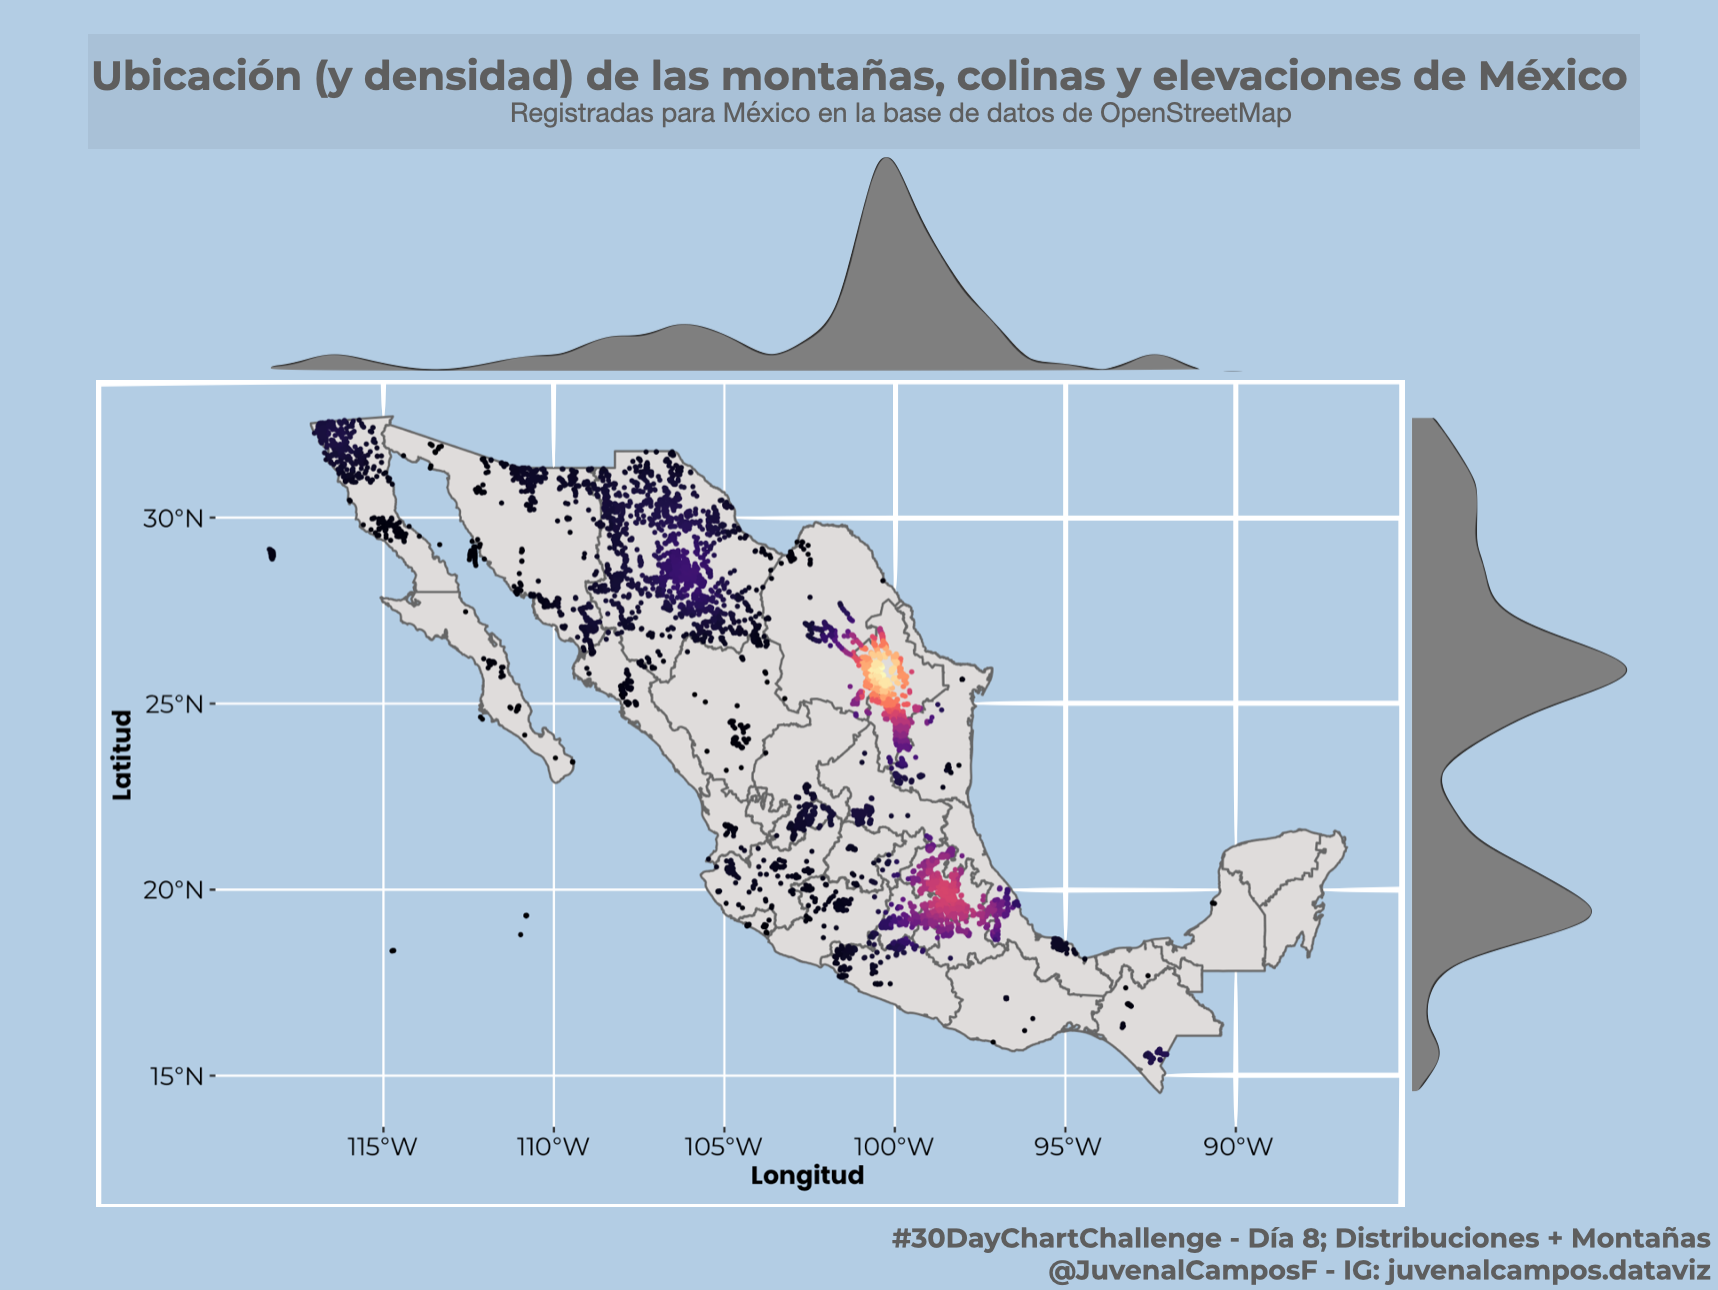 Ubicación (y densidad) de las montañas, colinas y elevaciones de México
Registradas para México en la base de datos de OpenStreetMap
30°N
25°N
20°N
15°N
Latitud
115°W 110°W 105°W 100°W 95°W 90°W
Longitud
#30DayChartChallenge - Día 8; Distribuciones + Montañas
@JuvenalCamposF - IG: juvenalcampos.dataviz